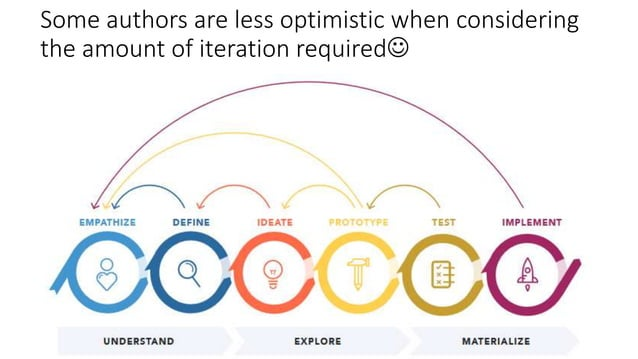 Some authors are less optimistic when considering
the amount of iteration required☺
EMPATHIZE DEFINE IDEATE PROTOTYPE TEST IMPLEMENT
UNDERSTAND EXPLORE MATERIALIZE